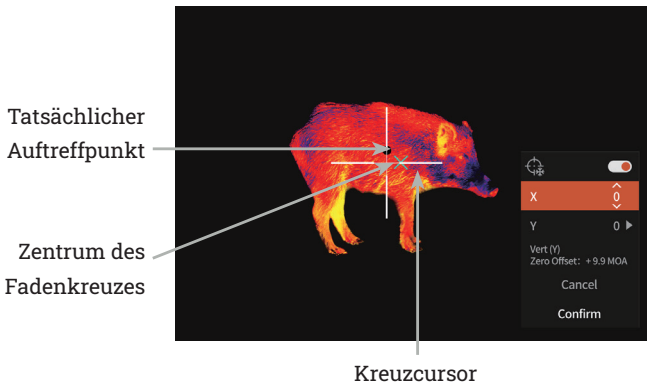 Tatsächlicher
Auftreffpunkt
Zentrum des
Fadenkreuzes
X 0
Y 0
Vert (Y)
Zero Offset: +9.9 MOA
Cancel
Confirm
Kreuzcursor